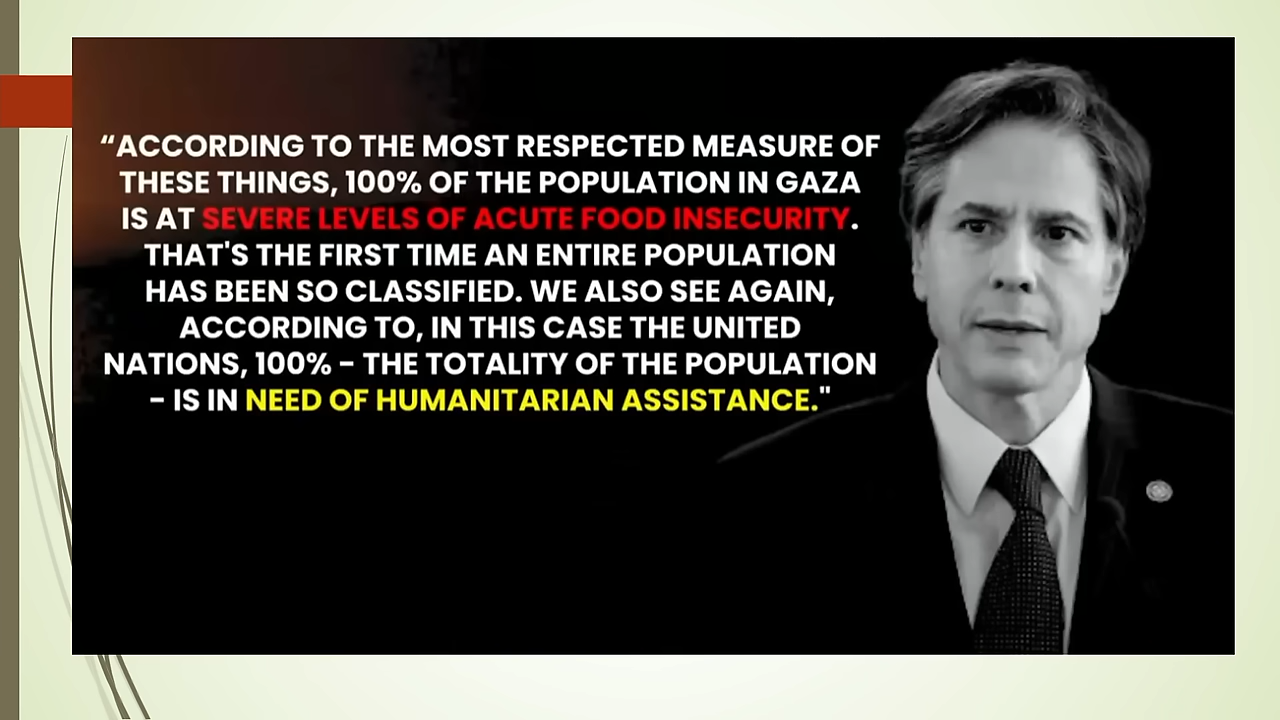 “ACCORDING TO THE MOST RESPECTED MEASURE OF
THESE THINGS, 100% OF THE POPULATION IN GAZA
IS AT SEVERE LEVELS OF ACUTE FOOD INSECURITY.
THAT'S THE FIRST TIME AN ENTIRE POPULATION
HAS BEEN SO CLASSIFIED. WE ALSO SEE AGAIN,
ACCORDING TO, IN THIS CASE THE UNITED
NATIONS, 100% – THE TOTALITY OF THE POPULATION
– IS IN NEED OF HUMANITARIAN ASSISTANCE."